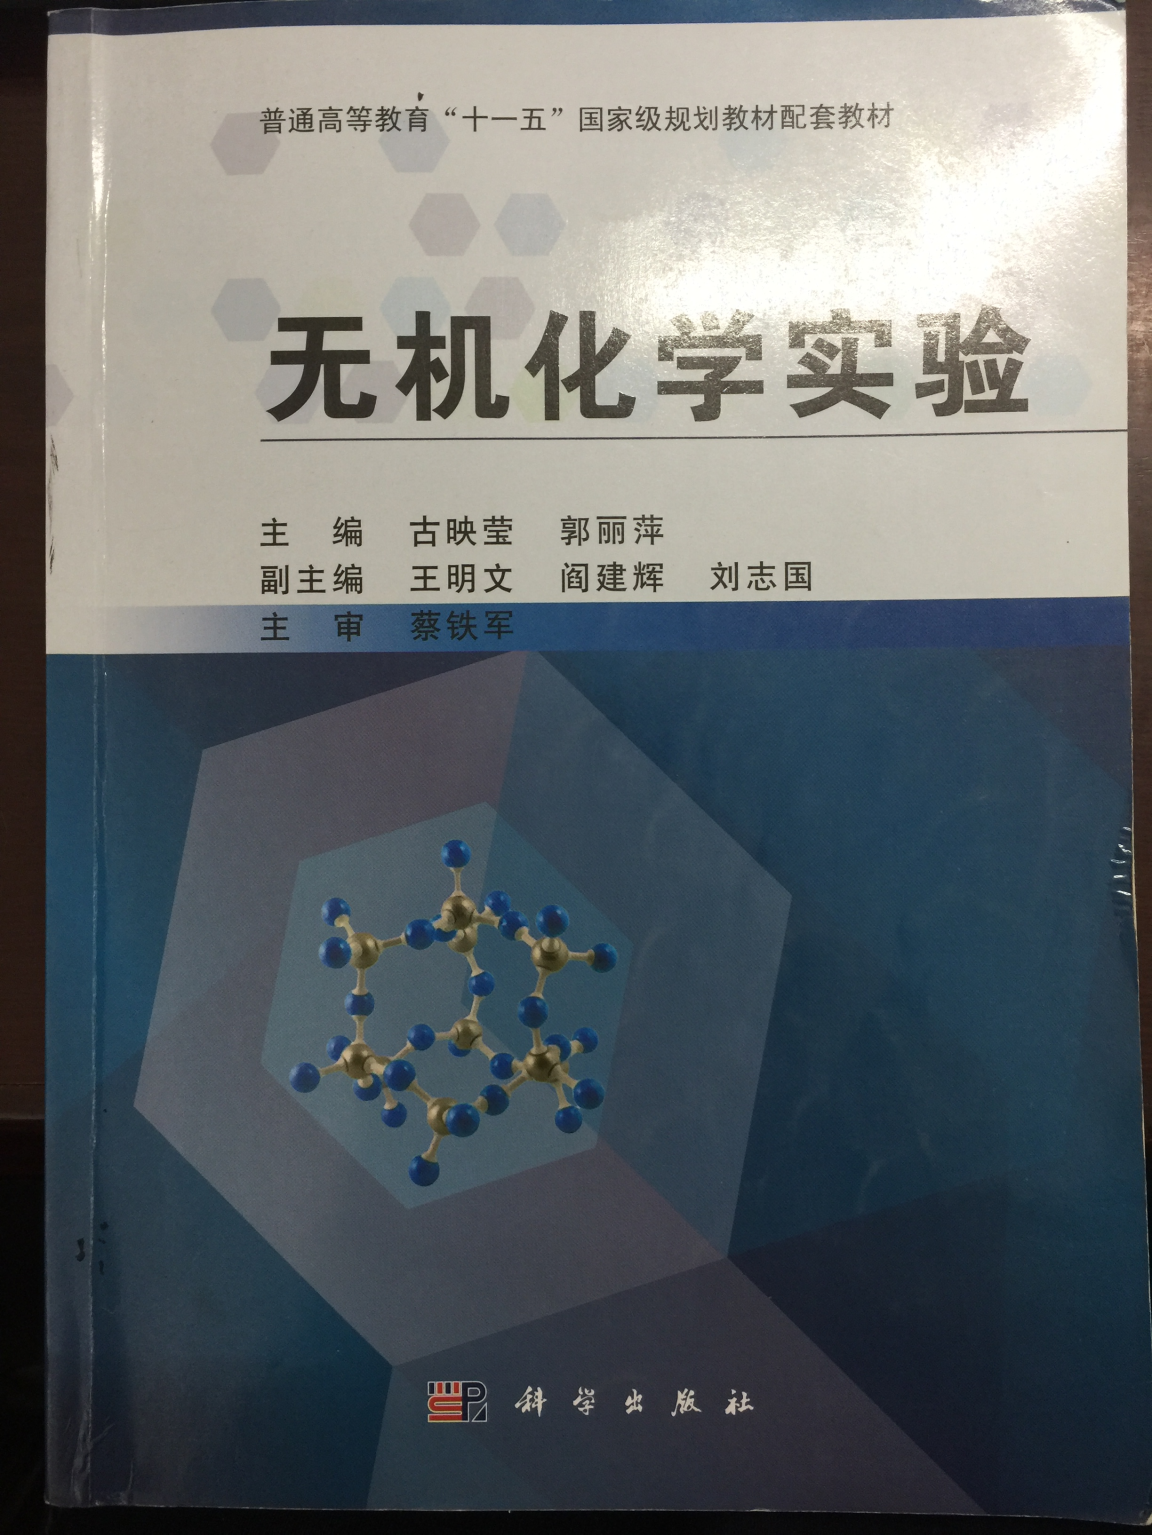 普通高等教育“十一五”国家级规划教材配套教材
无机化学实验
主 编 古映莹 郭丽萍
副主编 王明文 阎建辉 刘志国
主 审 蔡铁军
科学出版社